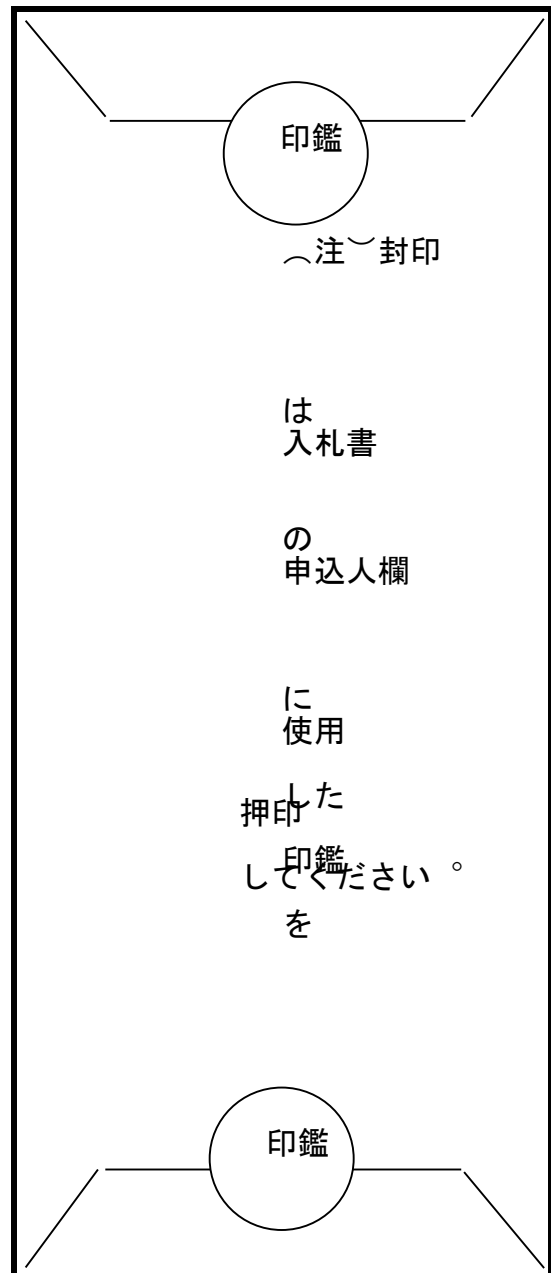 印鑑
（注）封印
は
入札書
の
申込人欄
に
使用
した
印鑑
を
押印
してください。
印鑑